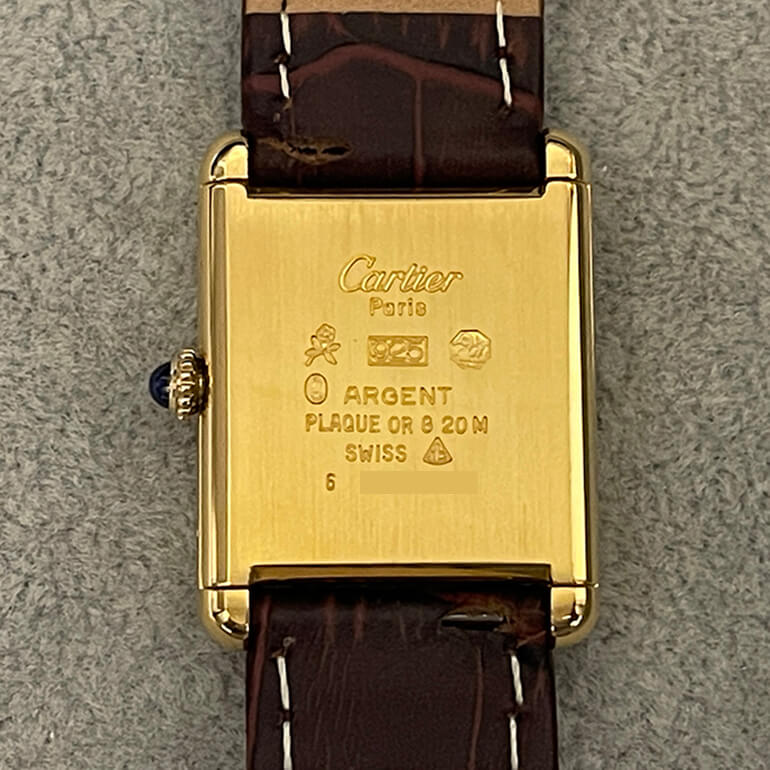 Cartier
Paris
925
ARGENT
PLAQUE OR G 20 M
SWISS
6